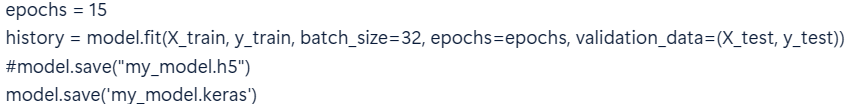 epochs = 15
history = model.fit(X_train, y_train, batch_size=32, epochs=epochs, validation_data=(X_test, y_test))
#model.save("my_model.h5")
model.save('my_model.keras')